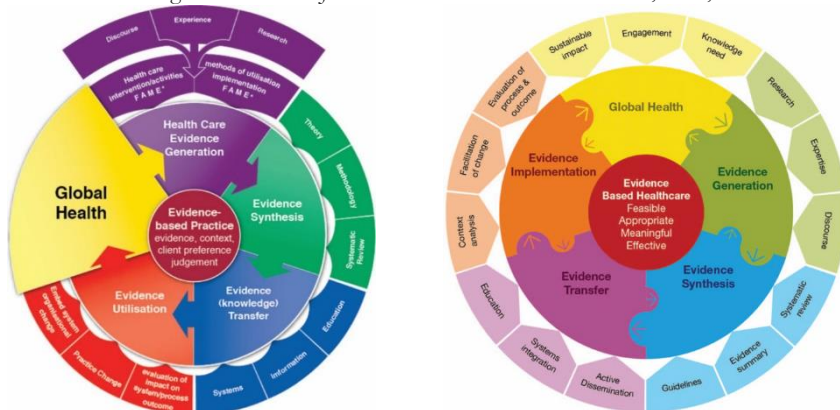 Discourse
Experience
Research
Health care
intervention/activities
F A M E*
methods of utilisation
implementation
F A M E*
Global
Health
Health Care
Evidence
Generation
Theory
Methodology
Systematic Review
Evidence
Synthesis
Evidence-
based Practice
evidence, context,
client preference
judgement
Evidence
Utilisation
Evidence
(knowledge)
Transfer
Education
Information
Systems
evaluation of
impact on
system/process
outcome
Practice Change
Embed system
organisational
change
Sustainable
impact
Engagement
Knowledge
need
Evaluation of
process &
outcome
Facilitation
of change
Context
analysis
Research
Expertise
Discourse
Global Health
Evidence
Implementation
Evidence
Generation
Evidence
Based Healthcare
Feasible
Appropriate
Meaningful
Effective
Evidence
Transfer
Evidence
Synthesis
Education
Systems
integration
Active
Dissemination
Guidelines
Evidence
summary
Systematic
review